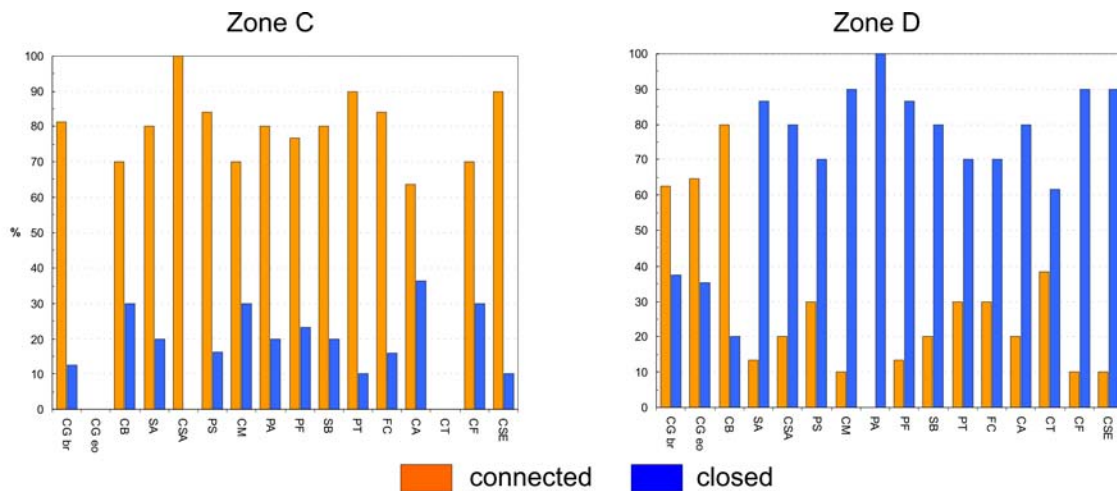 Zone C
100
90
80
70
60
50
%
40
30
20
10
0
CG br
CG eo
CB
SA
CSA
PS
CM
PA
PF
SB
PT
FC
CA
CT
CF
CSE
Zone D
100
90
80
70
60
50
40
30
20
10
0
CG br
CG eo
CB
SA
CSA
PS
CM
PA
PF
SB
PT
FC
CA
CT
CF
CSE
connected
closed